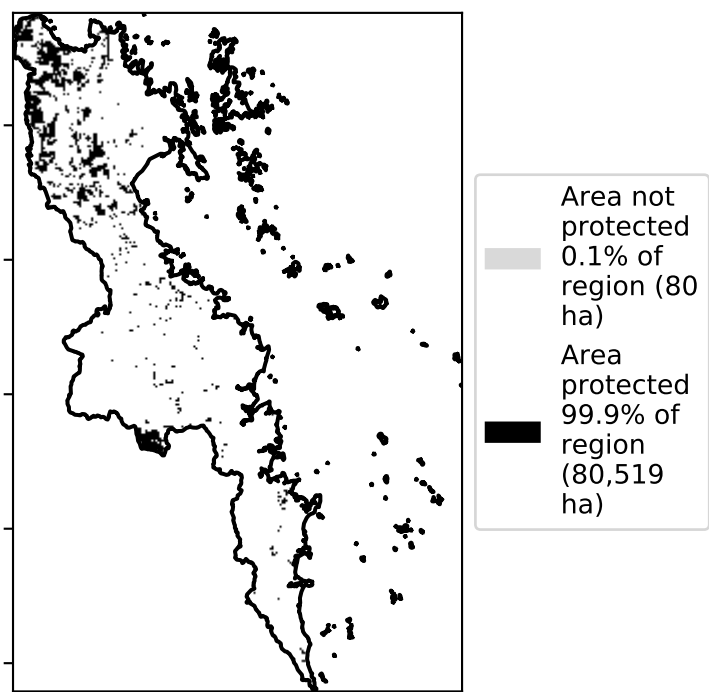 Area not
protected
0.1% of
region (80
ha)
Area
protected
99.9% of
region
(80,519
ha)